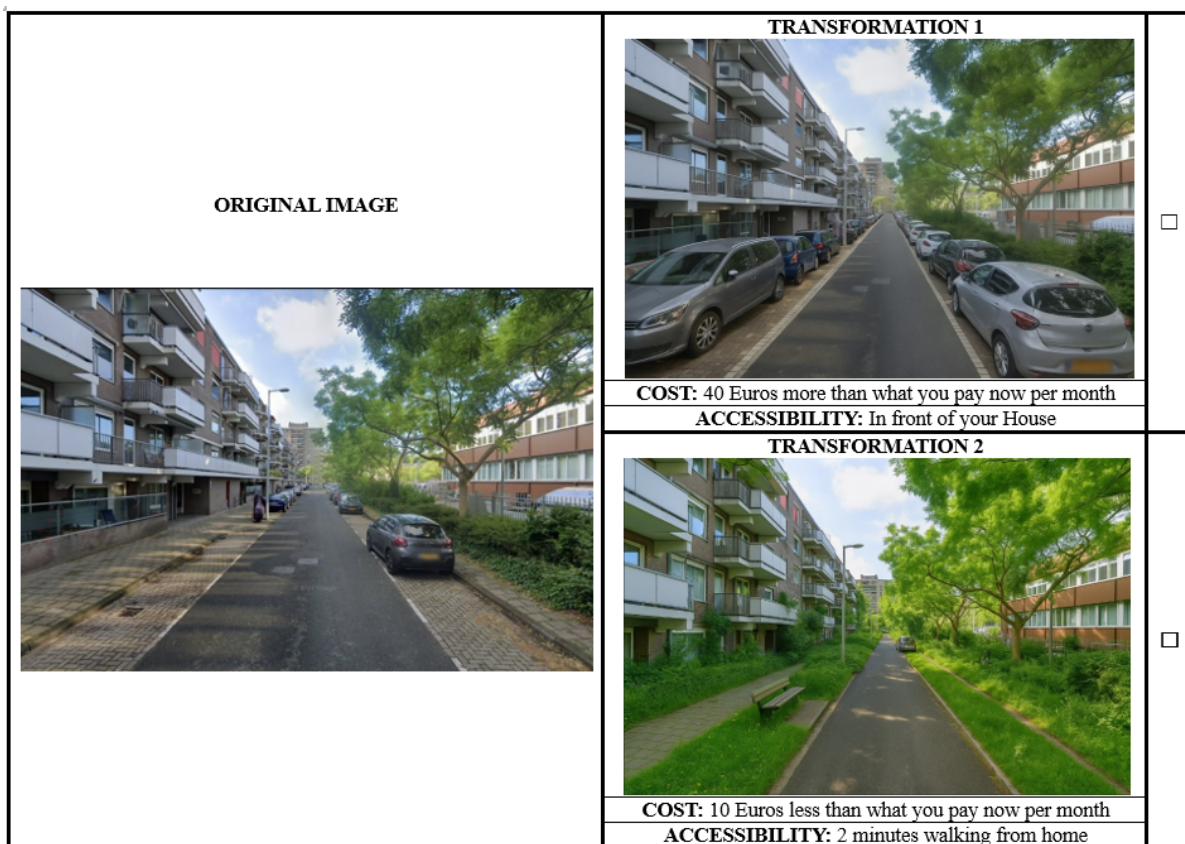 ORIGINAL IMAGE
TRANSFORMATION 1
COST: 40 Euros more than what you pay now per month
ACCESSIBILITY: In front of your House
TRANSFORMATION 2
COST: 10 Euros less than what you pay now per month
ACCESSIBILITY: 2 minutes walking from home